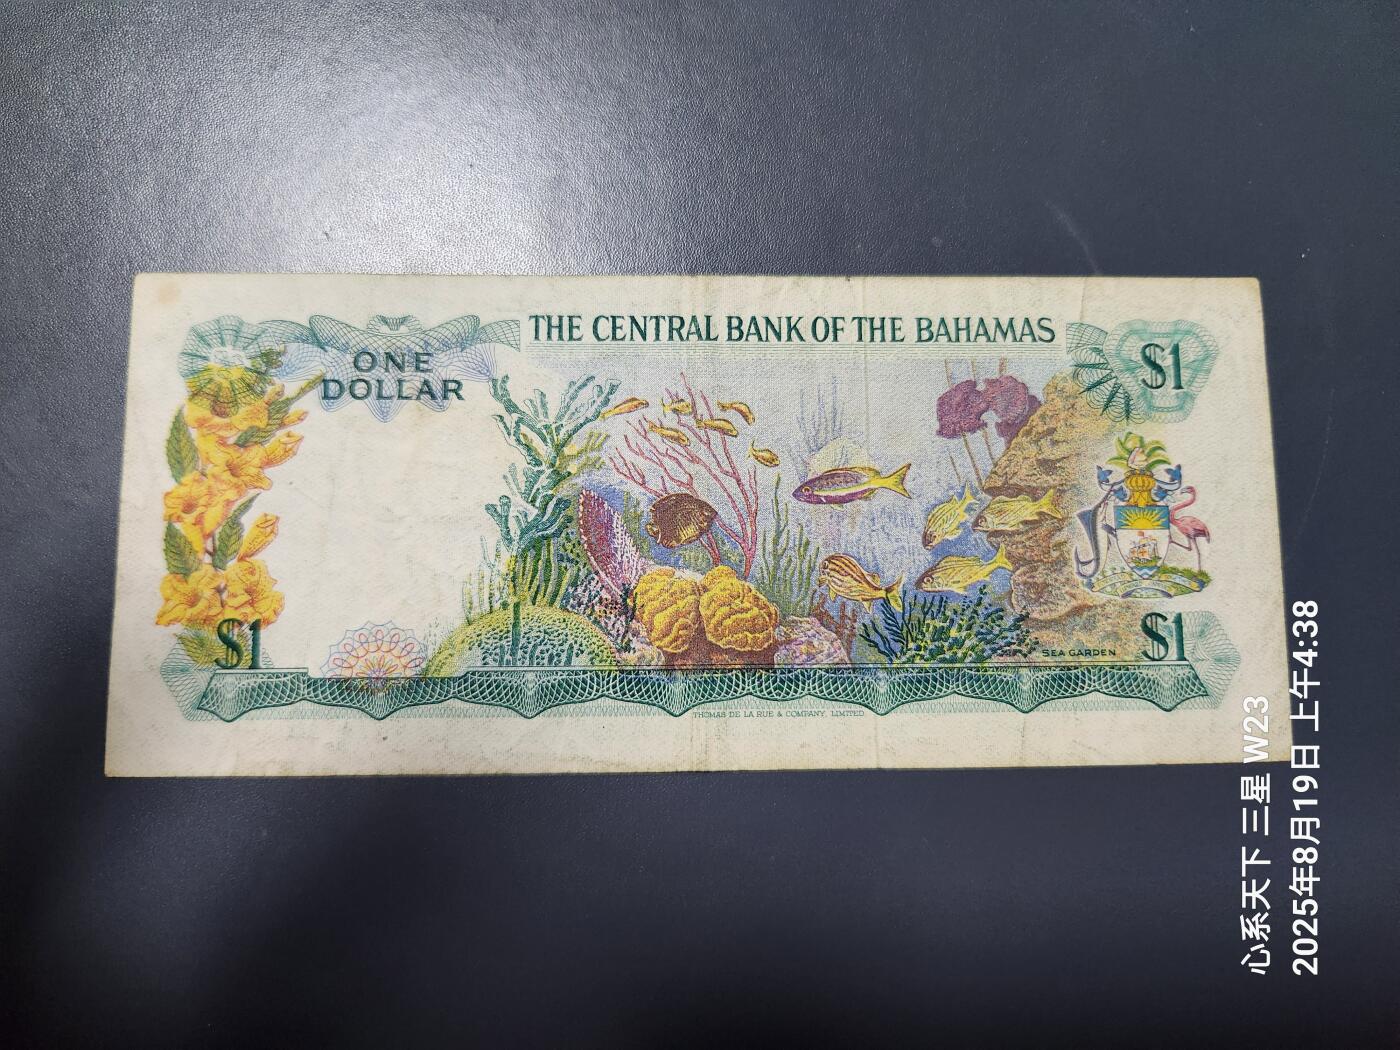 THE CENTRAL BANK OF THE BAHAMAS
ONE
DOLLAR
$1
$1
SEA GARDEN
$1
THOMAS DE LA RUE & COMPANY, LIMITED
心系天下 三星 W23
2025年8月19日 上午4:38